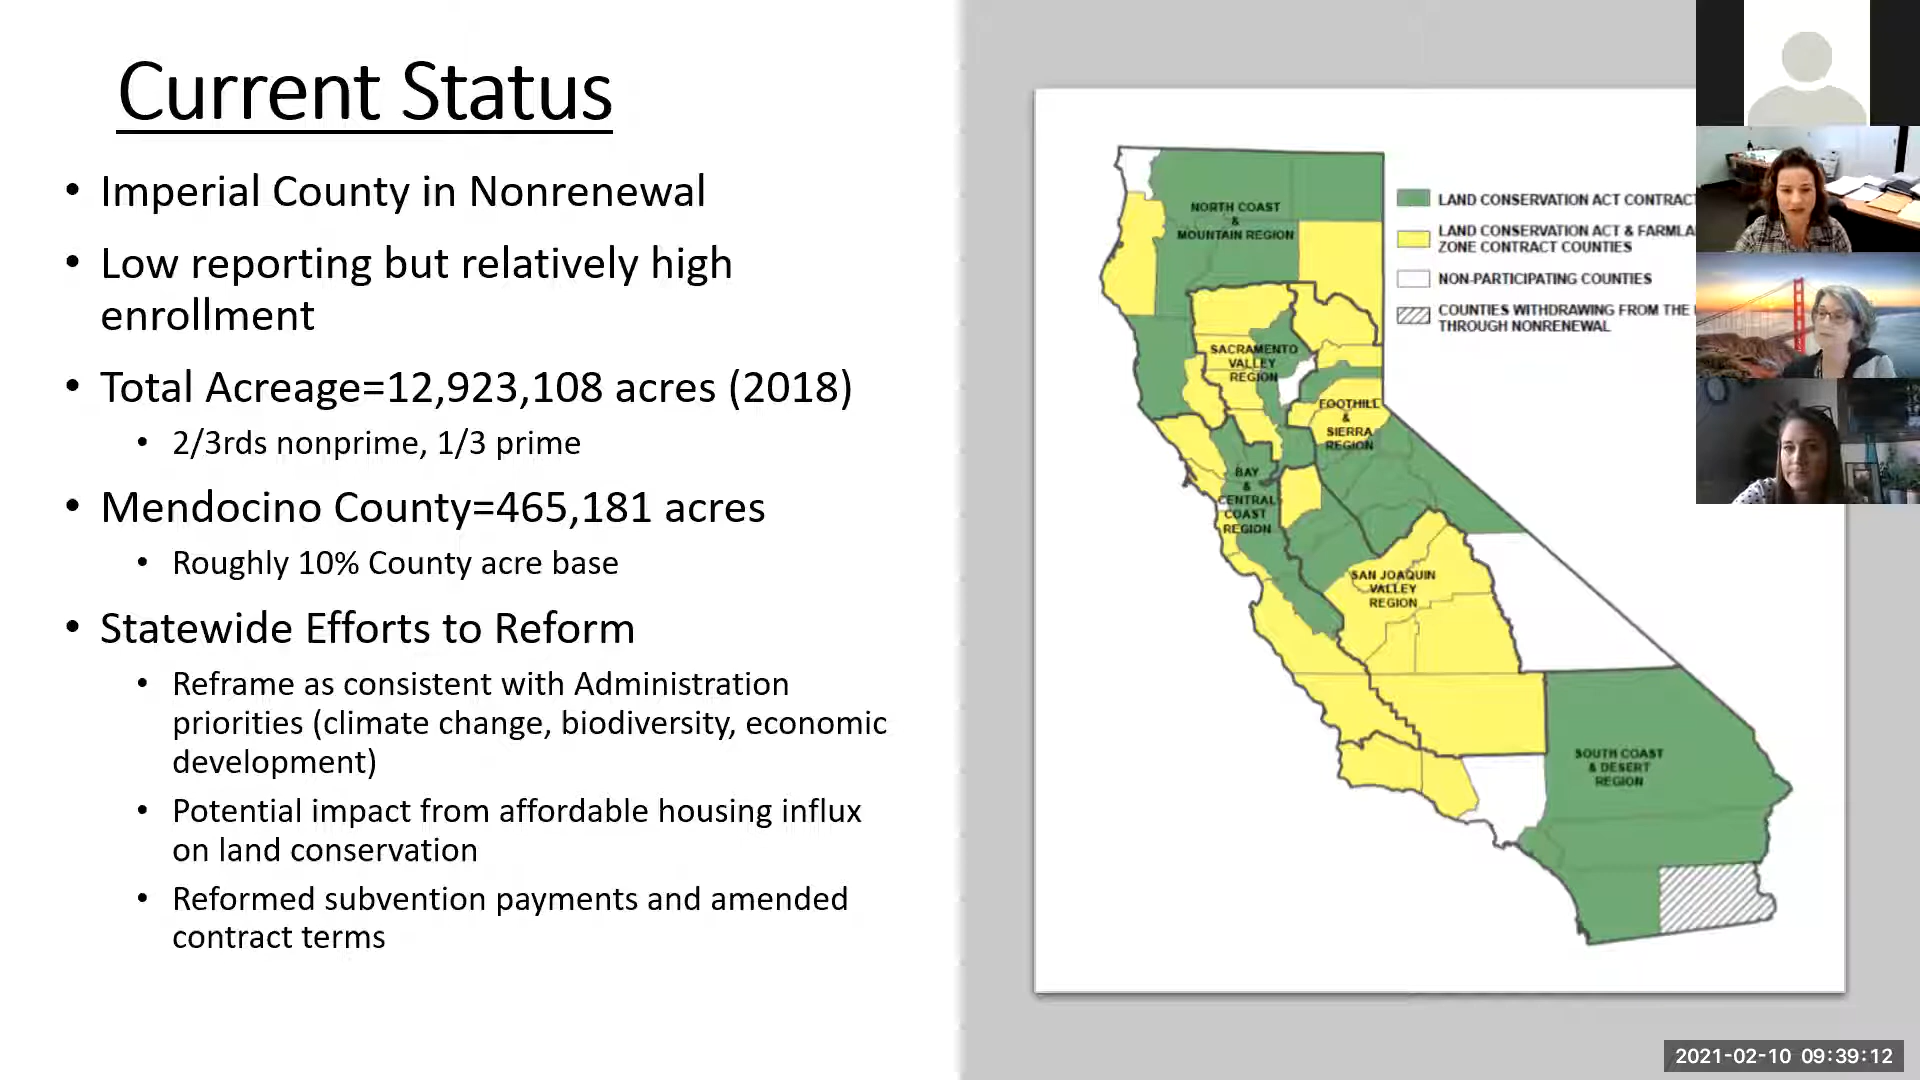 Current Status
• Imperial County in Nonrenewal
• Low reporting but relatively high
enrollment
• Total Acreage=12,923,108 acres (2018)
• 2/3rds nonprime, 1/3 prime
• Mendocino County=465,181 acres
• Roughly 10% County acre base
• Statewide Efforts to Reform
• Reframe as consistent with Administration
priorities (climate change, biodiversity, economic
development)
• Potential impact from affordable housing influx
on land conservation
• Reformed subvention payments and amended
contract terms
NORTH COAST
&
MOUNTAIN REGION
SACRAMENTO
VALLEY
REGION
FOOTHILL
&
SIERRA
REGION
BAY
&
CENTRAL
COAST
REGION
SAN JOAQUIN
VALLEY
REGION
SOUTH COAST
& DESERT
REGION
LAND CONSERVATION ACT CONTRACT
LAND CONSERVATION ACT & FARMLA
ZONE CONTRACT COUNTIES
NON-PARTICIPATING COUNTIES
COUNTIES WITHDRAWING FROM THE
THROUGH NONRENEWAL
2021-02-10 09:39:12